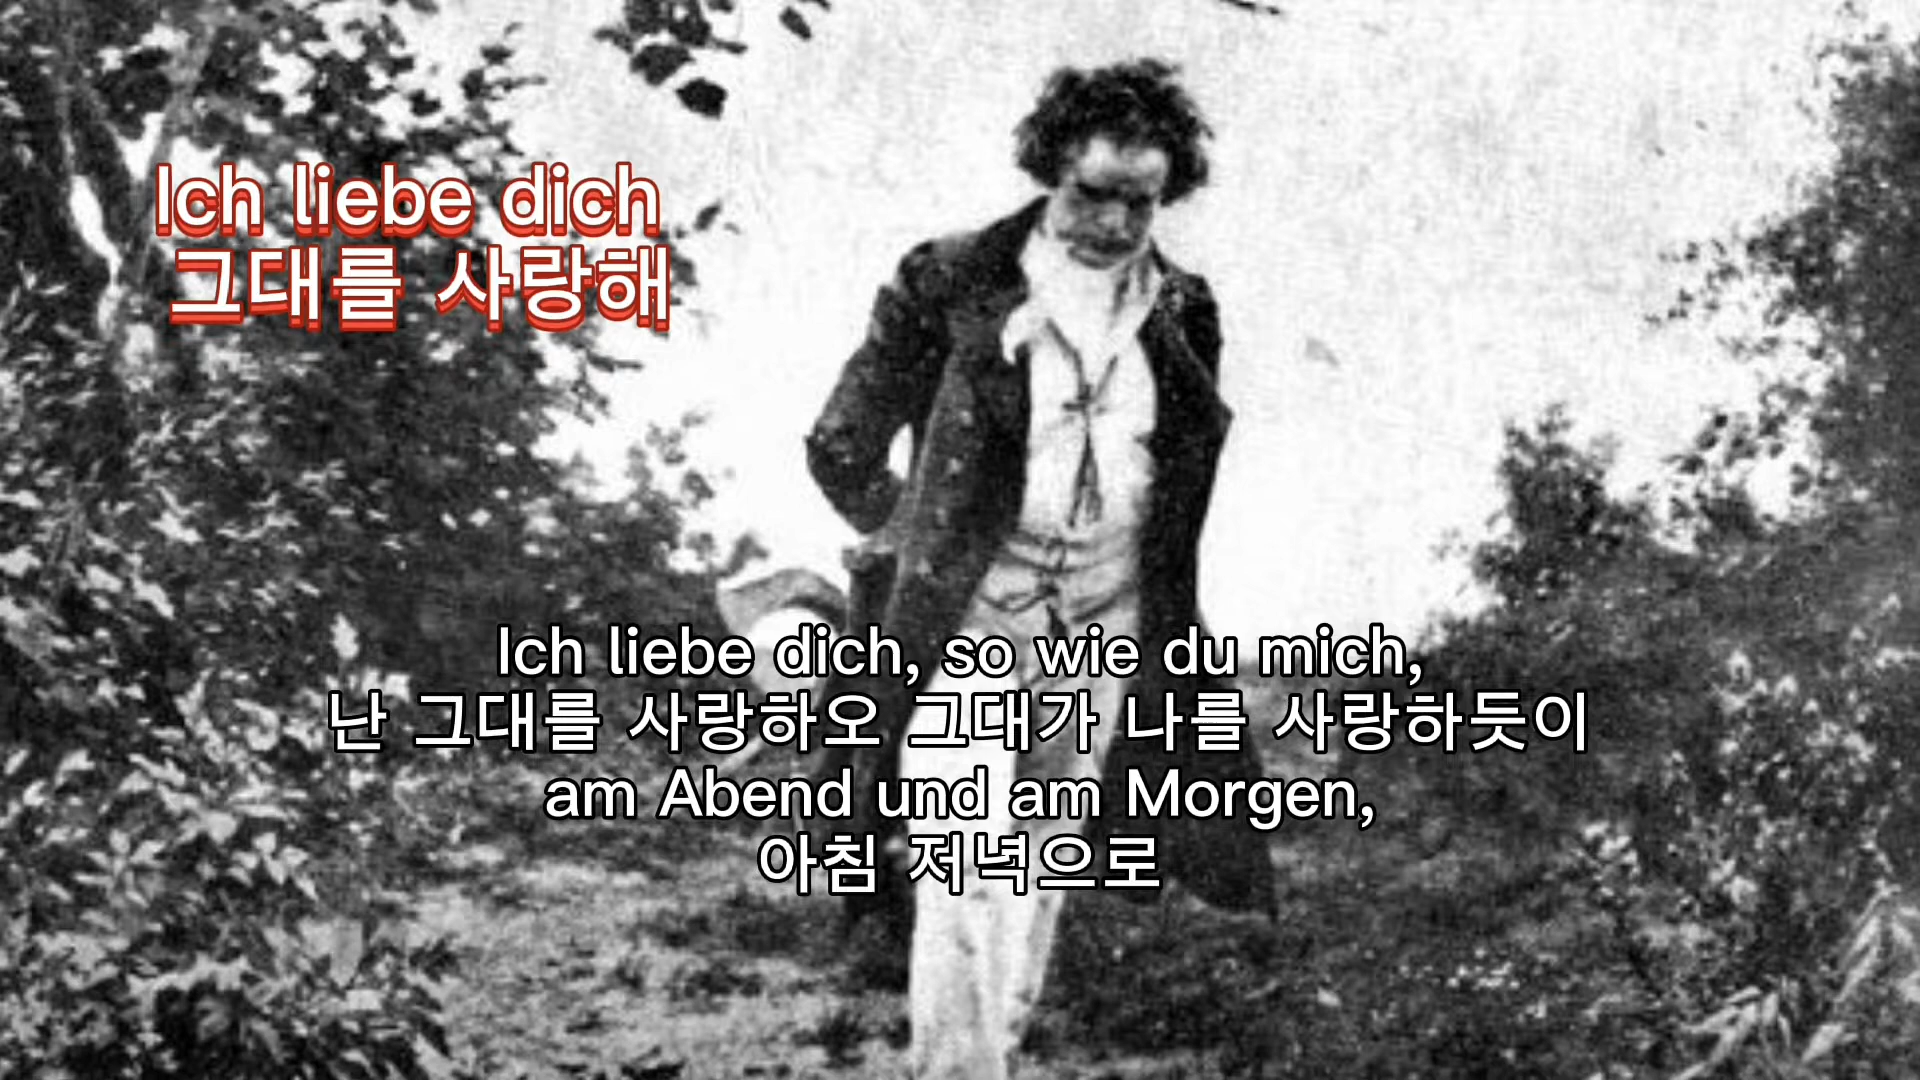 Ich liebe dich
그대를 사랑해
Ich liebe dich, so wie du mich,
난 그대를 사랑하오 그대가 나를 사랑하듯이
am Abend und am Morgen,
아침 저녁으로